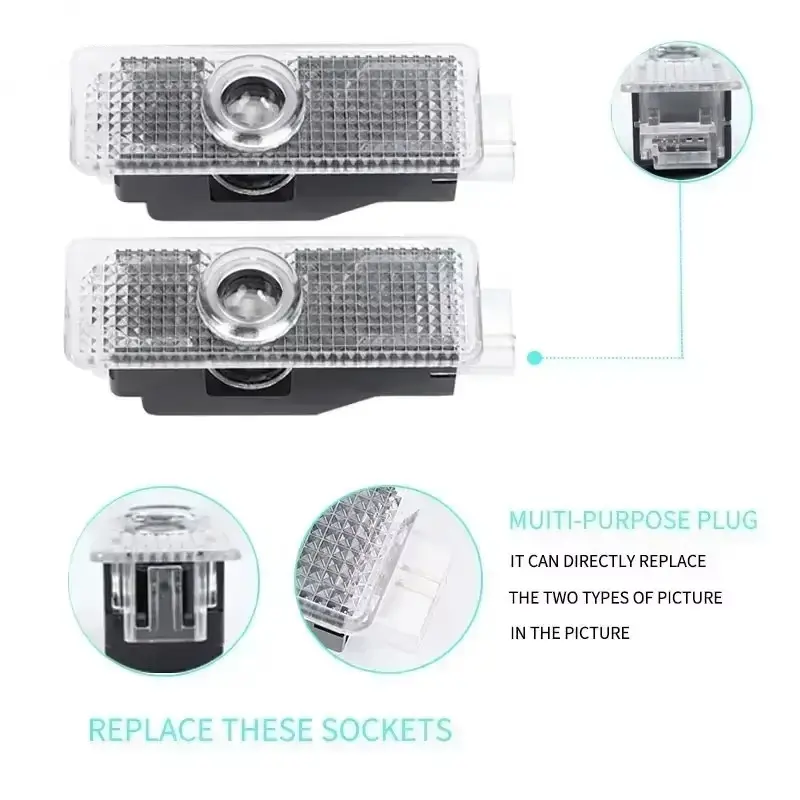 MUITI-PURPOSE PLUG
IT CAN DIRECTLY REPLACE
THE TWO TYPES OF PICTURE
IN THE PICTURE
REPLACE THESE SOCKETS